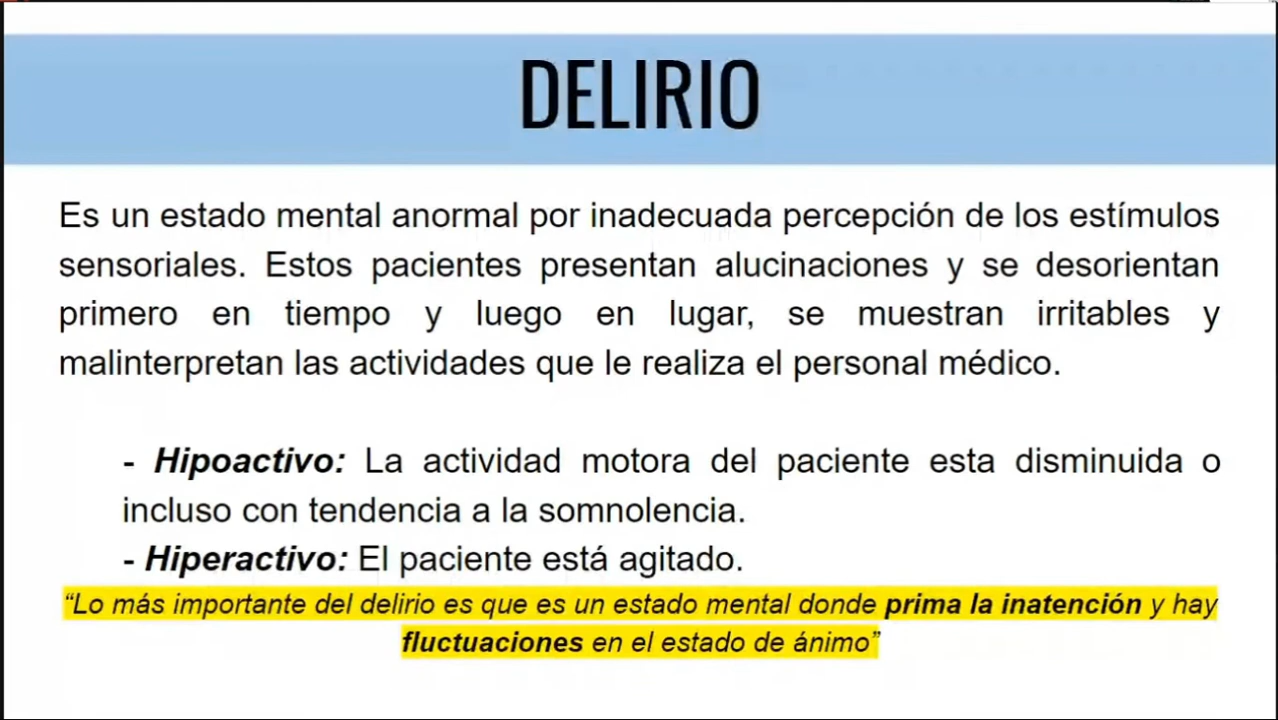 DELIRIO
Es un estado mental anormal por inadecuada percepción de los estímulos
sensoriales. Estos pacientes presentan alucinaciones y se desorientan
primero en tiempo y luego en lugar, se muestran irritables y
malinterpretan las actividades que le realiza el personal médico.
- Hipoactivo: La actividad motora del paciente esta disminuida o
incluso con tendencia a la somnolencia.
- Hiperactivo: El paciente está agitado.
“Lo más importante del delirio es que es un estado mental donde prima la inatención y hay
fluctuaciones en el estado de ánimo”